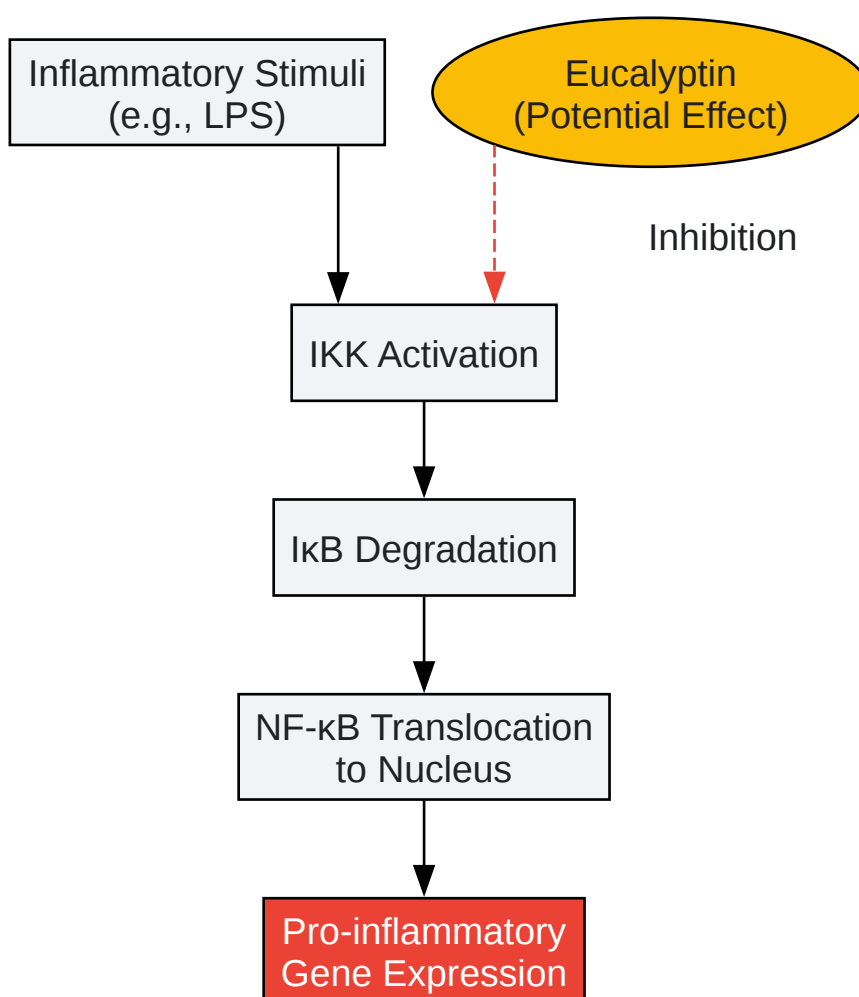 Inflammatory Stimuli
(e.g., LPS)
Eucalyptin
(Potential Effect)
Inhibition
IKK Activation
IκB Degradation
NF-κB Translocation
to Nucleus
Pro-inflammatory
Gene Expression